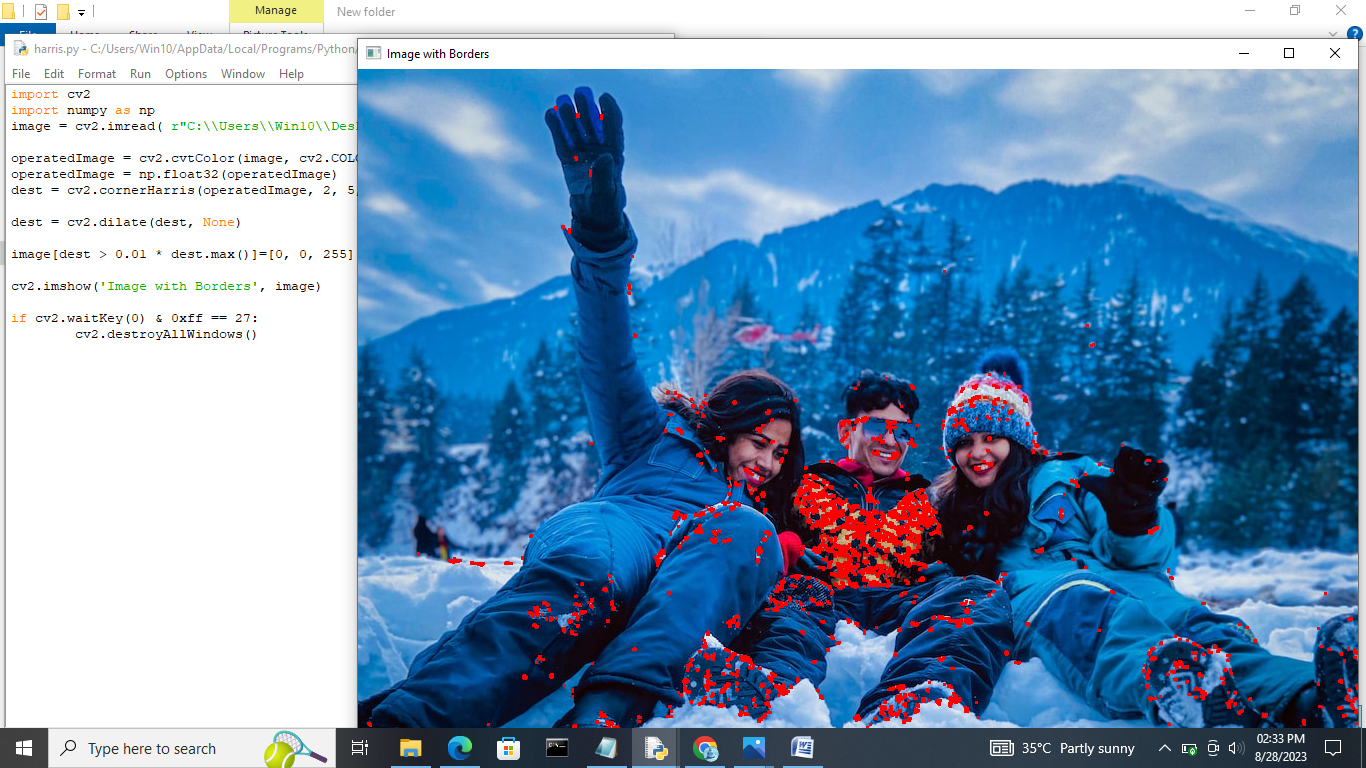 Manage
New folder
File
Home
Share
View
Picture Tools
harris.py - C:/Users/Win10/AppData/Local/Programs/Python/
File Edit Format Run Options Window Help
import cv2
import numpy as np
image = cv2.imread( r"C:\\Users\\Win10\\Des
operatedImage = cv2.cvtColor(image, cv2.COLO
operatedImage = np.float32(operatedImage)
dest = cv2.cornerHarris(operatedImage, 2, 5,
dest = cv2.dilate(dest, None)
image[dest > 0.01 * dest.max()]=[0, 0, 255]
cv2.imshow('Image with Borders', image)
if cv2.waitKey(0) & 0xff == 27:
cv2.destroyAllWindows()
Image with Borders
Type here to search
35°C Partly sunny
02:33 PM
8/28/2023